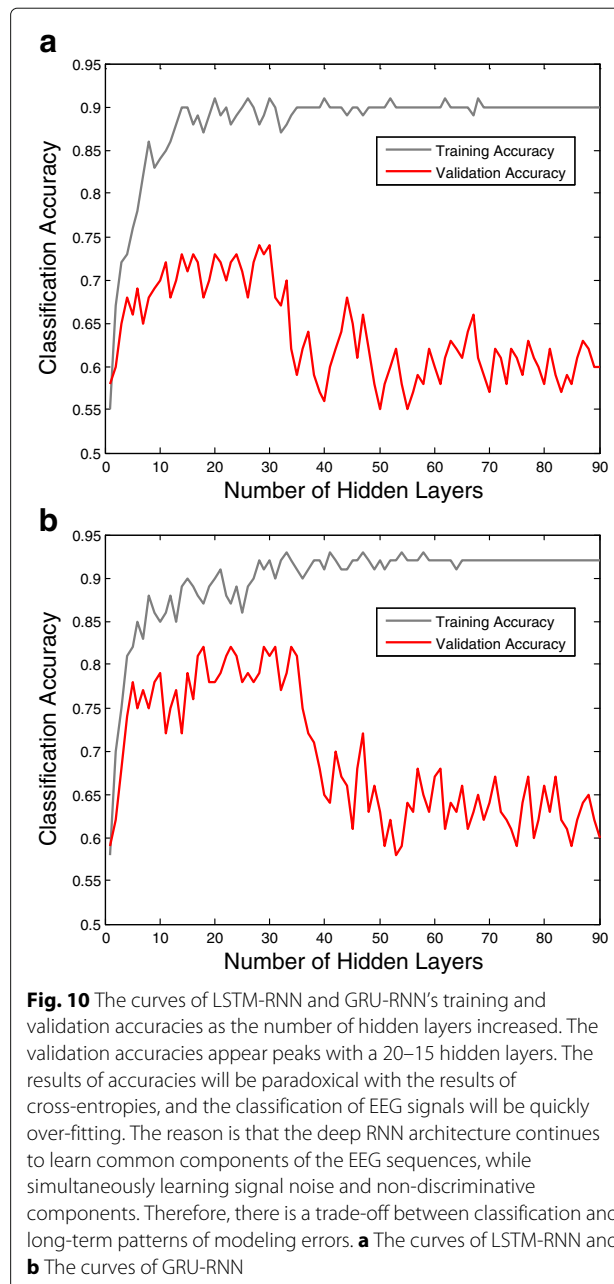 a
0.95
0.9
0.85
0.8
0.75
0.7
0.65
0.6
0.55
0.5
Classification Accuracy
Training Accuracy
Validation Accuracy
0 10 20 30 40 50 60 70 80 90
Number of Hidden Layers
b
0.95
0.9
0.85
0.8
0.75
0.7
0.65
0.6
0.55
0.5
Classification Accuracy
Training Accuracy
Validation Accuracy
0 10 20 30 40 50 60 70 80 90
Number of Hidden Layers
Fig. 10 The curves of LSTM-RNN and GRU-RNN's training and
validation accuracies as the number of hidden layers increased. The
validation accuracies appear peaks with a 20–15 hidden layers. The
results of accuracies will be paradoxical with the results of
cross-entropies, and the classification of EEG signals will be quickly
over-fitting. The reason is that the deep RNN architecture continues
to learn common components of the EEG sequences, while
simultaneously learning signal noise and non-discriminative
components. Therefore, there is a trade-off between classification and
long-term patterns of modeling errors. a The curves of LSTM-RNN and
b The curves of GRU-RNN